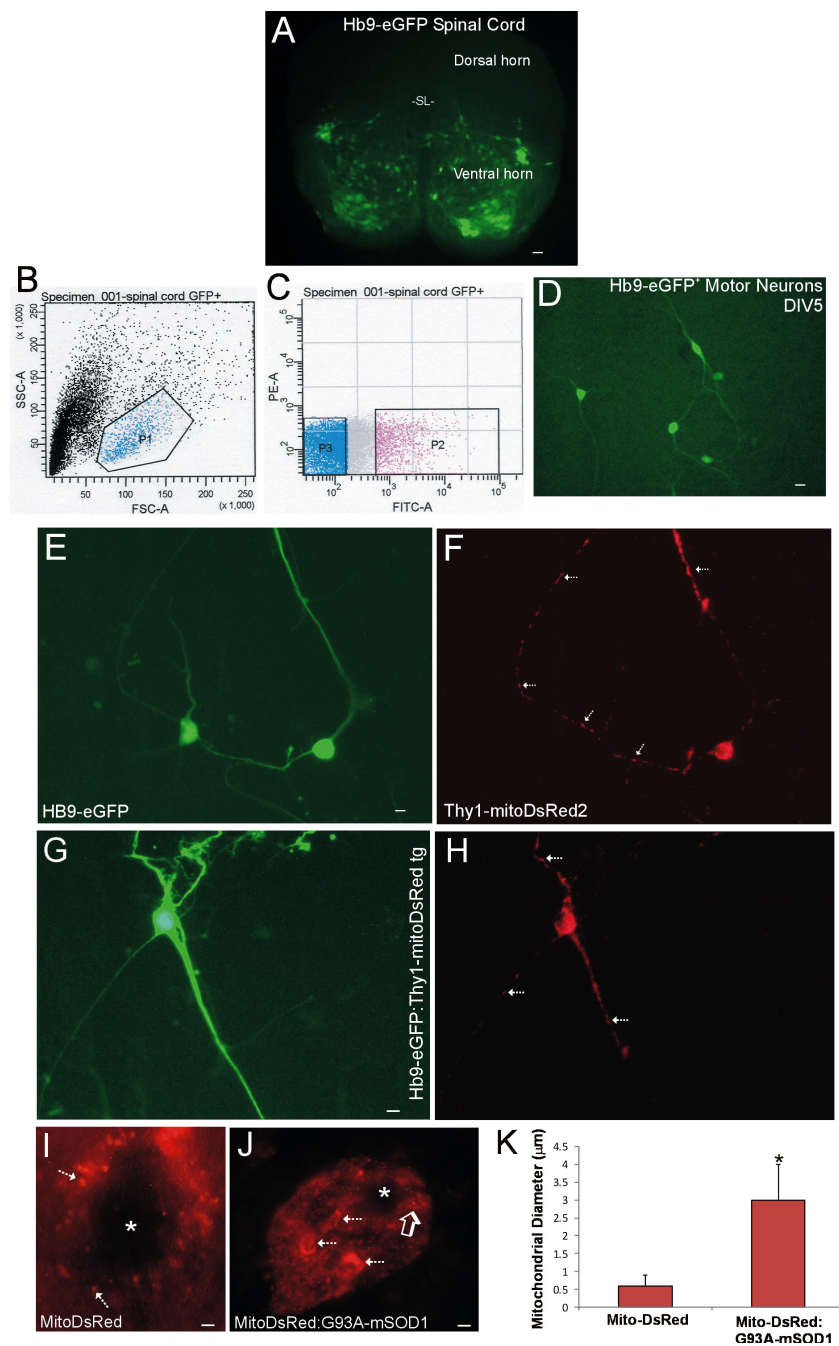 A
Hb9-eGFP Spinal Cord
Dorsal horn
-SL-
Ventral horn
B
Specimen_001-spinal cord GFP+
(x 1,000)
SSC-A
250
200
150
100
50
P1
50 100 150 200 250
FSC-A
(x 1,000)
C
Specimen_001-spinal cord GFP+
PE-A
10^5
10^4
10^3
10^2
P3
P2
10^2 10^3 10^4 10^5
FITC-A
D
Hb9-eGFP+ Motor Neurons
DIV5
E
HB9-eGFP
F
Thy1-mitoDsRed2
G
Hb9-eGFP:Thy1-mitoDsRed tg
H
I
*
MitoDsRed
J
*
MitoDsRed:G93A-mSOD1
K
Mitochondrial Diameter (μm)
4.5
4
3.5
3
2.5
2
1.5
1
0.5
0
*
Mito-DsRed
Mito-DsRed:
G93A-mSOD1